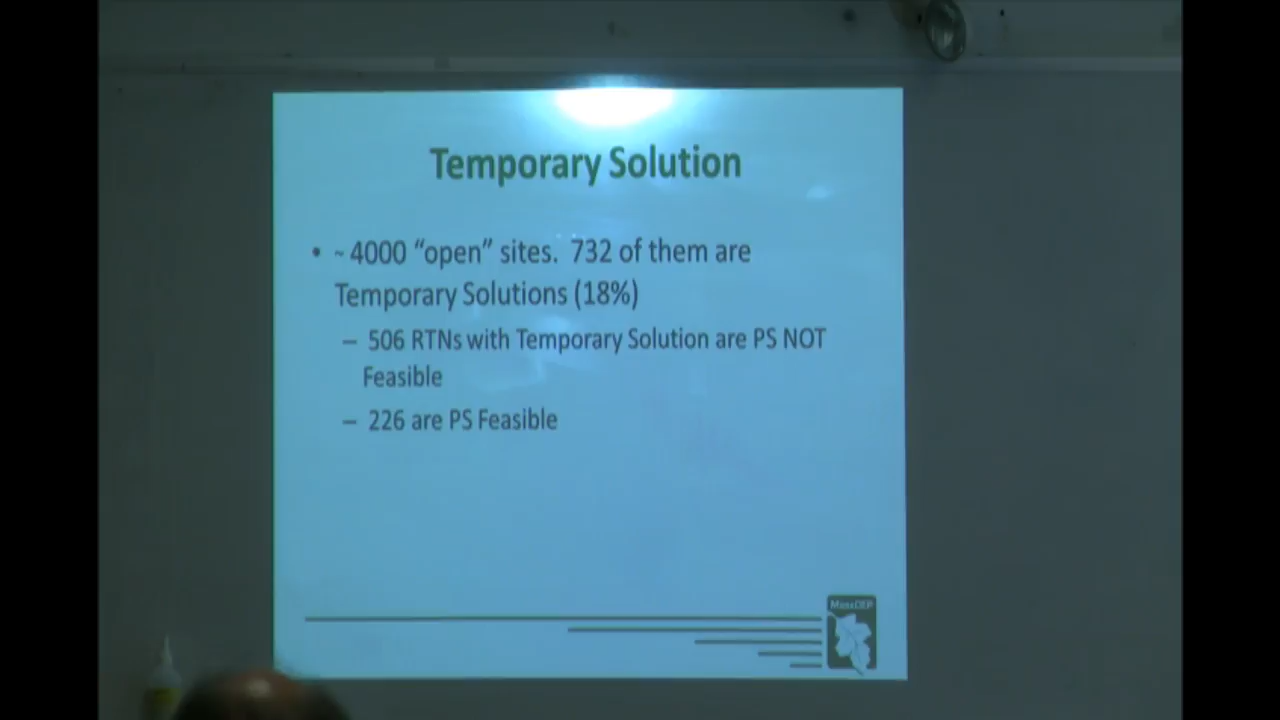 Temporary Solution
• ~ 4000 “open” sites. 732 of them are
Temporary Solutions (18%)
– 506 RTNs with Temporary Solution are PS NOT
Feasible
– 226 are PS Feasible
MassDEP